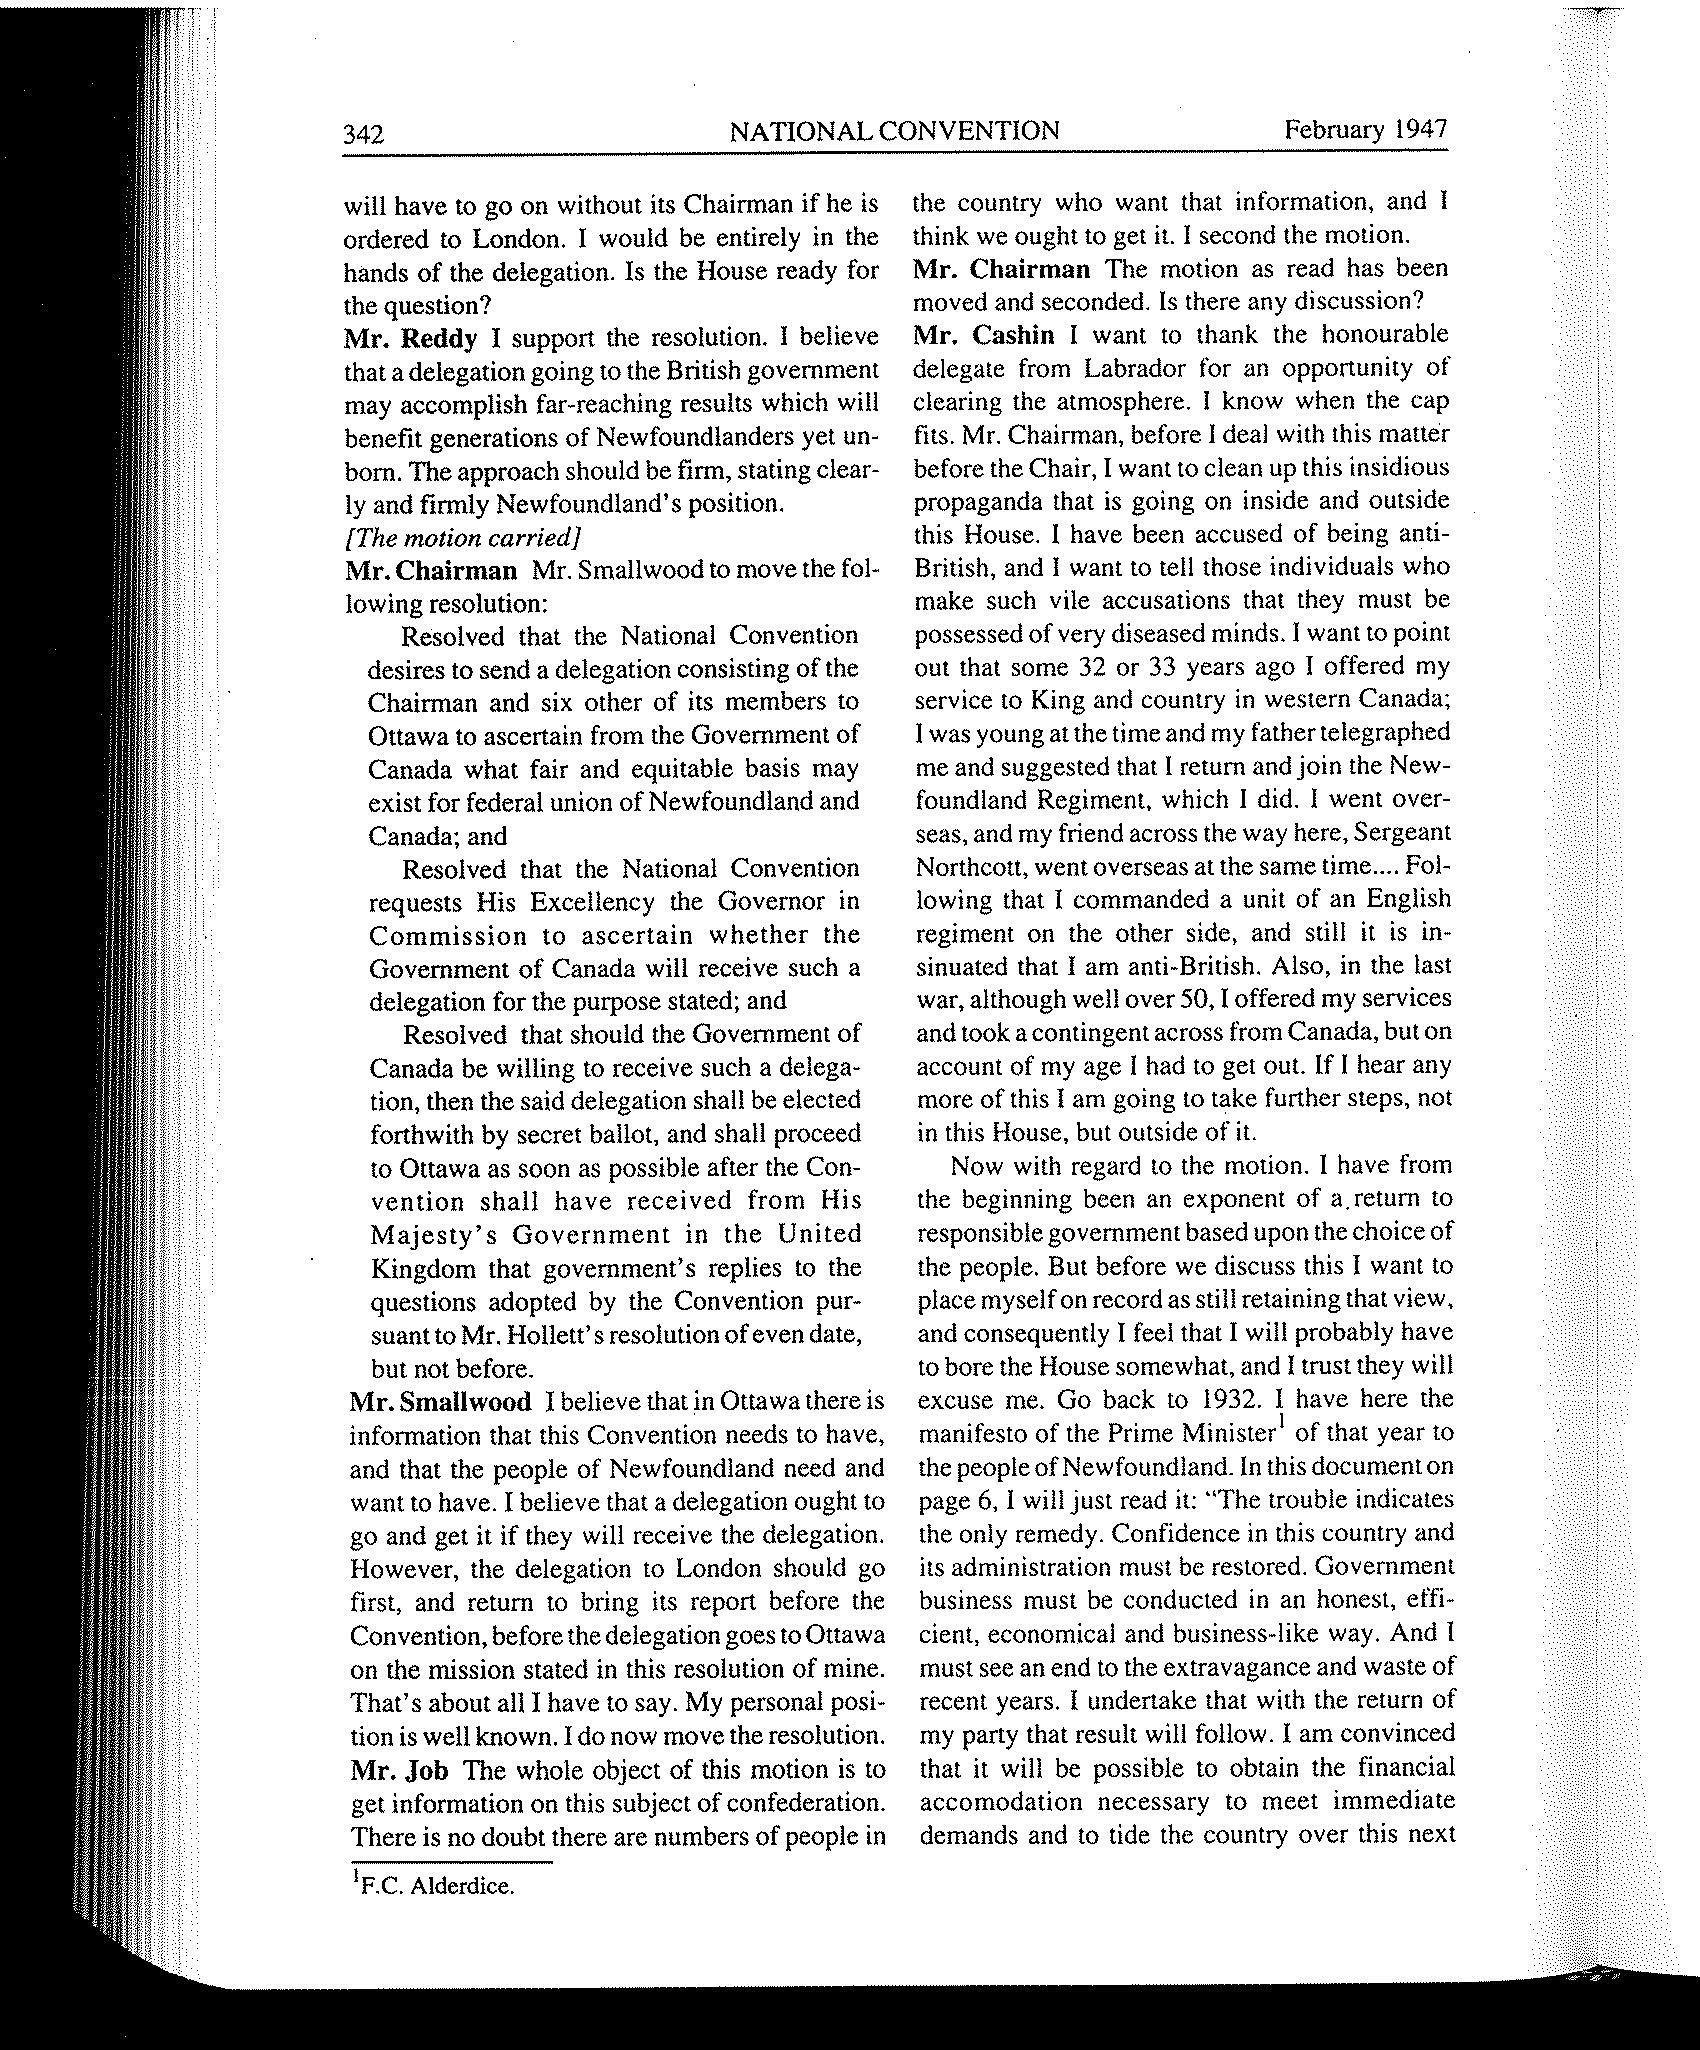 342 NATIONAL CONVENTION February 1947
will have to go on without its Chairman if he is
ordered to London. I would be entirely in the
hands of the delegation. Is the House ready for
the question?
Mr. Reddy I support the resolution. I believe
that a delegation going to the British government
may accomplish far-reaching results which will
benefit generations of Newfoundlanders yet un-
born. The approach should be firm, stating clear-
ly and firmly Newfoundland's position.
[The motion carried]
Mr. Chairman Mr. Smallwood to move the fol-
lowing resolution:
Resolved that the National Convention
desires to send a delegation consisting of the
Chairman and six other of its members to
Ottawa to ascertain from the Government of
Canada what fair and equitable basis may
exist for federal union of Newfoundland and
Canada; and
Resolved that the National Convention
requests His Excellency the Governor in
Commission to ascertain whether the
Government of Canada will receive such a
delegation for the purpose stated; and
Resolved that should the Government of
Canada be willing to receive such a delega-
tion, then the said delegation shall be elected
forthwith by secret ballot, and shall proceed
to Ottawa as soon as possible after the Con-
vention shall have received from His
Majesty's Government in the United
Kingdom that government's replies to the
questions adopted by the Convention pur-
suant to Mr. Hollett's resolution of even date,
but not before.
Mr. Smallwood I believe that in Ottawa there is
information that this Convention needs to have,
and that the people of Newfoundland need and
want to have. I believe that a delegation ought to
go and get it if they will receive the delegation.
However, the delegation to London should go
first, and return to bring its report before the
Convention, before the delegation goes to Ottawa
on the mission stated in this resolution of mine.
That's about all I have to say. My personal posi-
tion is well known. I do now move the resolution.
Mr. Job The whole object of this motion is to
get information on this subject of confederation.
There is no doubt there are numbers of people in
the country who want that information, and I
think we ought to get it. I second the motion.
Mr. Chairman The motion as read has been
moved and seconded. Is there any discussion?
Mr. Cashin I want to thank the honourable
delegate from Labrador for an opportunity of
clearing the atmosphere. I know when the cap
fits. Mr. Chairman, before I deal with this matter
before the Chair, I want to clean up this insidious
propaganda that is going on inside and outside
this House. I have been accused of being anti-
British, and I want to tell those individuals who
make such vile accusations that they must be
possessed of very diseased minds. I want to point
out that some 32 or 33 years ago I offered my
service to King and country in western Canada;
I was young at the time and my father telegraphed
me and suggested that I return and join the New-
foundland Regiment, which I did. I went over-
seas, and my friend across the way here, Sergeant
Northcott, went overseas at the same time.... Fol-
lowing that I commanded a unit of an English
regiment on the other side, and still it is in-
sinuated that I am anti-British. Also, in the last
war, although well over 50, I offered my services
and took a contingent across from Canada, but on
account of my age I had to get out. If I hear any
more of this I am going to take further steps, not
in this House, but outside of it.
Now with regard to the motion. I have from
the beginning been an exponent of a return to
responsible government based upon the choice of
the people. But before we discuss this I want to
place myself on record as still retaining that view,
and consequently I feel that I will probably have
to bore the House somewhat, and I trust they will
excuse me. Go back to 1932. I have here the
manifesto of the Prime Minister¹ of that year to
the people of Newfoundland. In this document on
page 6, I will just read it: "The trouble indicates
the only remedy. Confidence in this country and
its administration must be restored. Government
business must be conducted in an honest, effi-
cient, economical and business-like way. And I
must see an end to the extravagance and waste of
recent years. I undertake that with the return of
my party that result will follow. I am convinced
that it will be possible to obtain the financial
accomodation necessary to meet immediate
demands and to tide the country over this next
¹F.C. Alderdice.